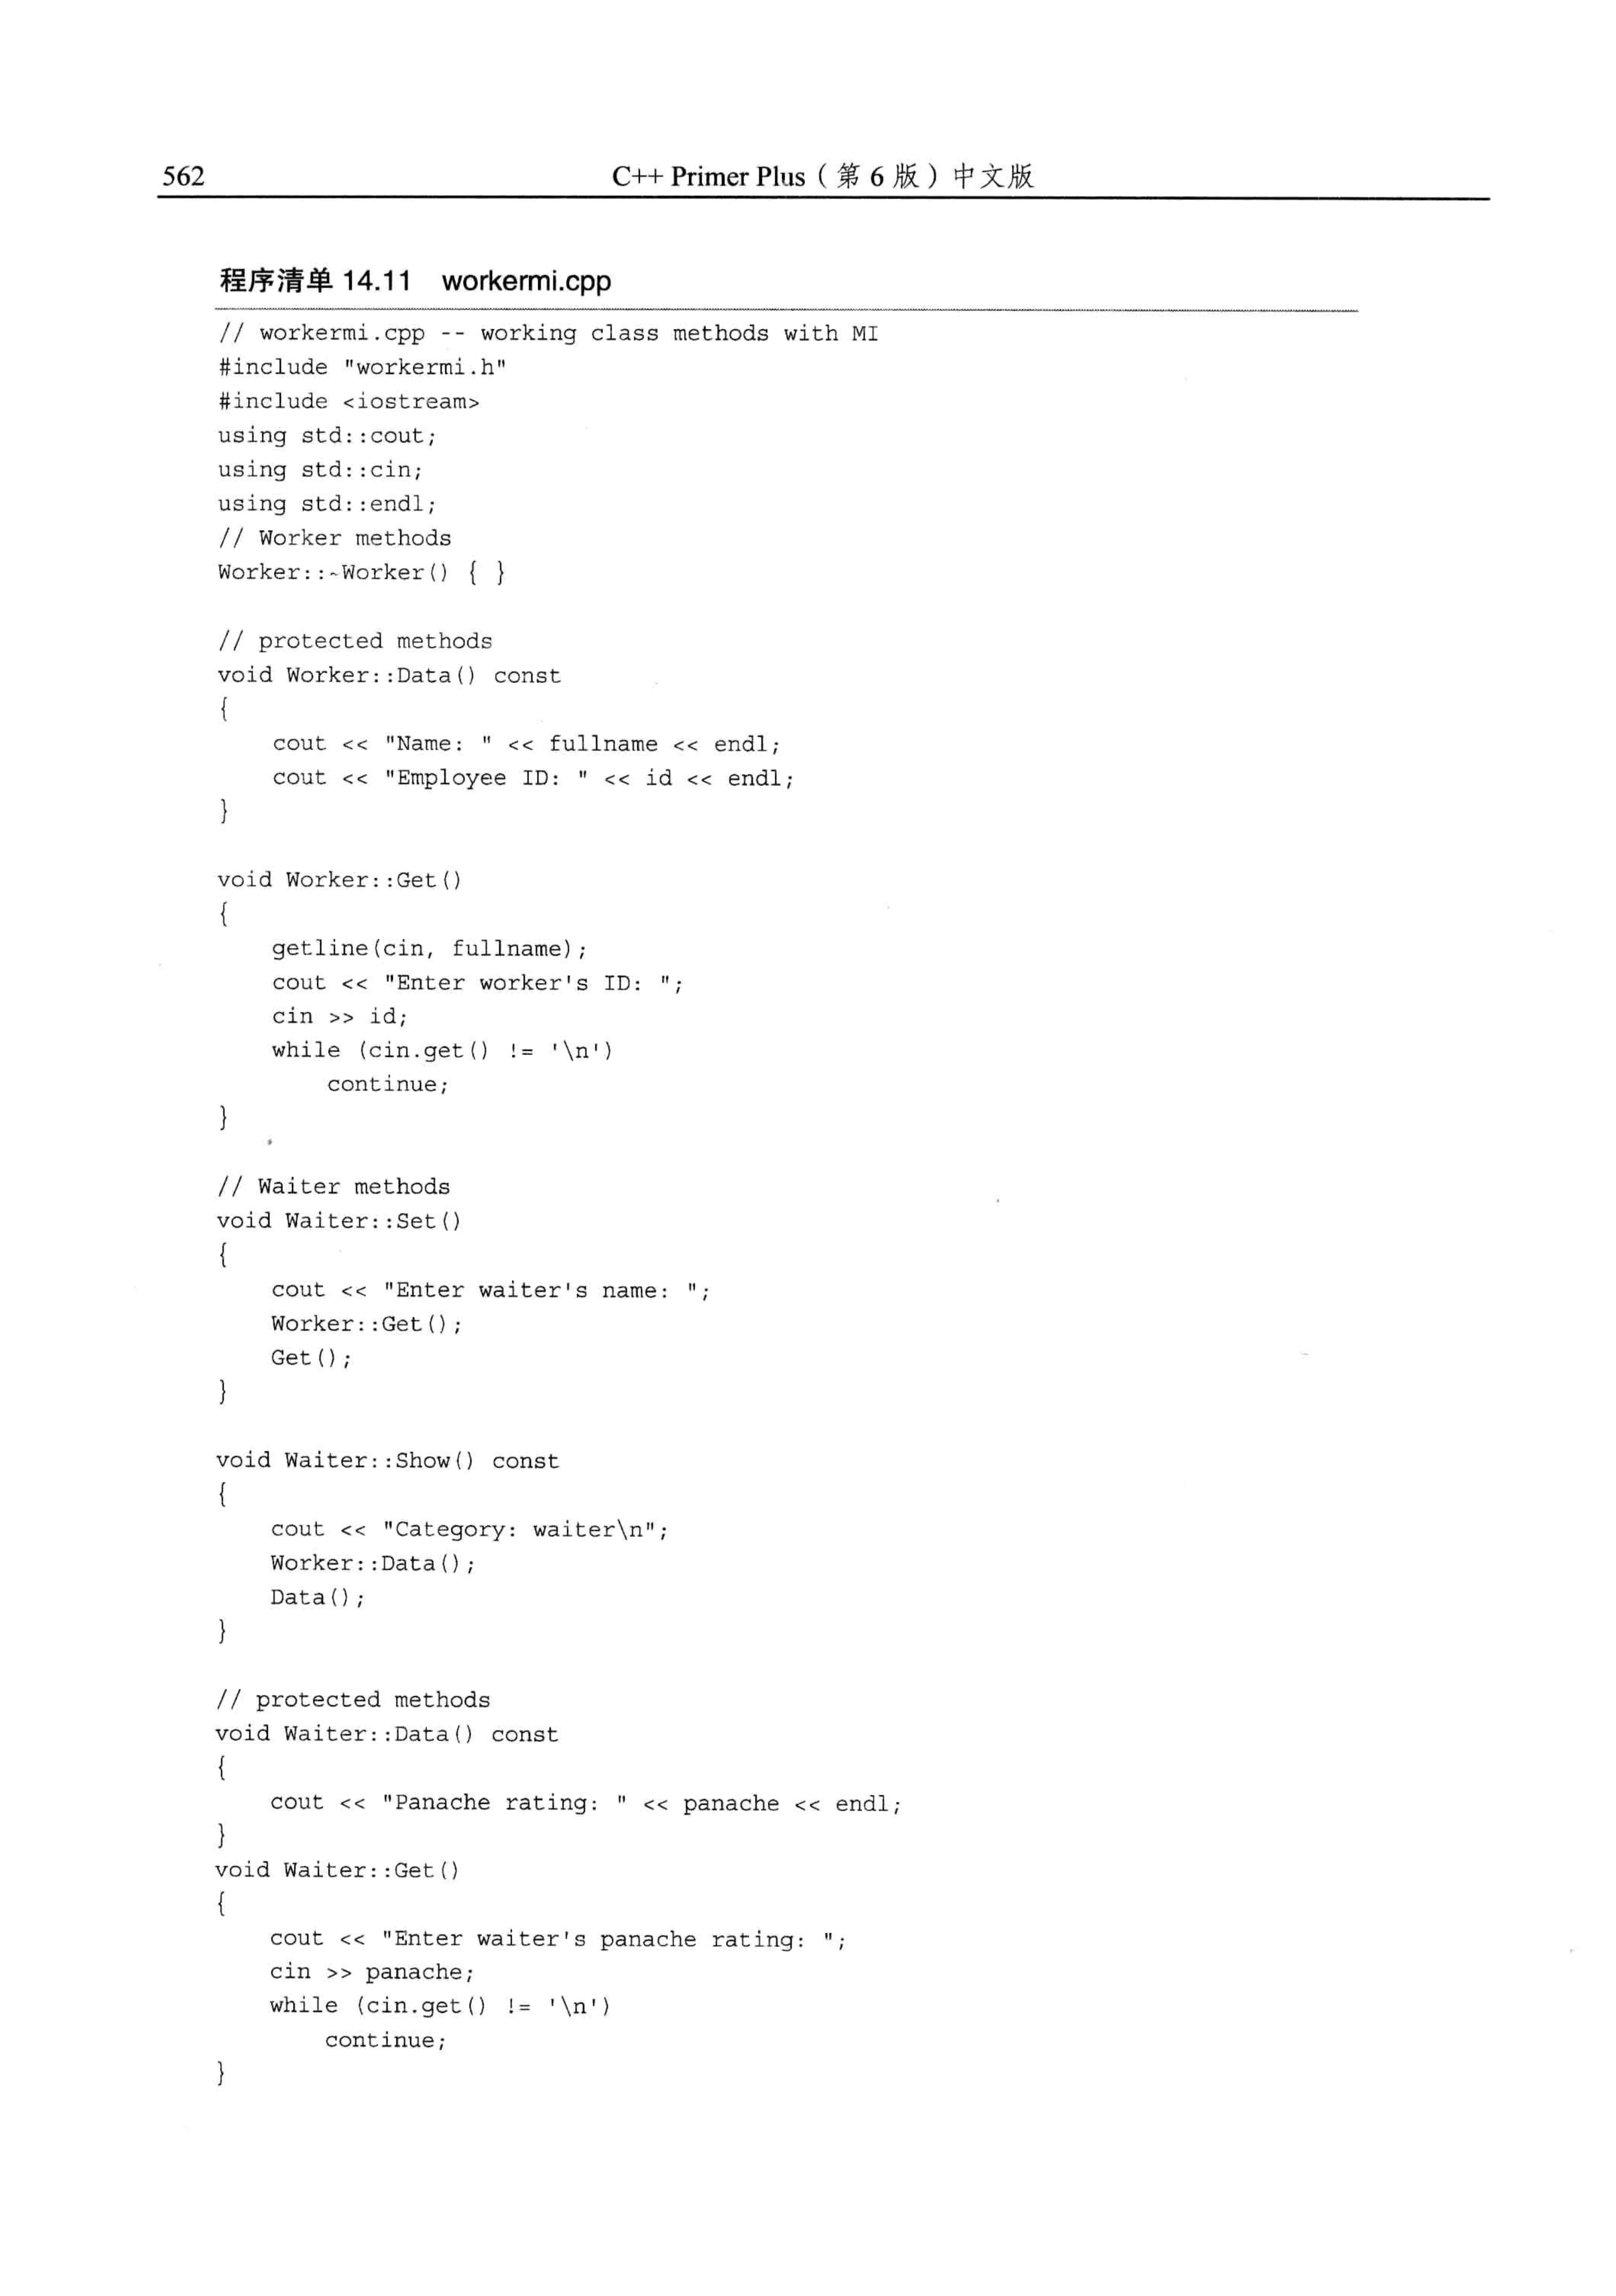 562
C++ Primer Plus（第 6 版）中文版
程序清单 14.11 workermi.cpp
// workermi.cpp -- working class methods with MI
#include "workermi.h"
#include <iostream>
using std::cout;
using std::cin;
using std::endl;
// Worker methods
Worker::~Worker() { }

// protected methods
void Worker::Data() const
{
    cout << "Name: " << fullname << endl;
    cout << "Employee ID: " << id << endl;
}

void Worker::Get()
{
    getline(cin, fullname);
    cout << "Enter worker's ID: ";
    cin >> id;
    while (cin.get() != '\n')
        continue;
}

// Waiter methods
void Waiter::Set()
{
    cout << "Enter waiter's name: ";
    Worker::Get();
    Get();
}

void Waiter::Show() const
{
    cout << "Category: waiter\n";
    Worker::Data();
    Data();
}

// protected methods
void Waiter::Data() const
{
    cout << "Panache rating: " << panache << endl;
}
void Waiter::Get()
{
    cout << "Enter waiter's panache rating: ";
    cin >> panache;
    while (cin.get() != '\n')
        continue;
}